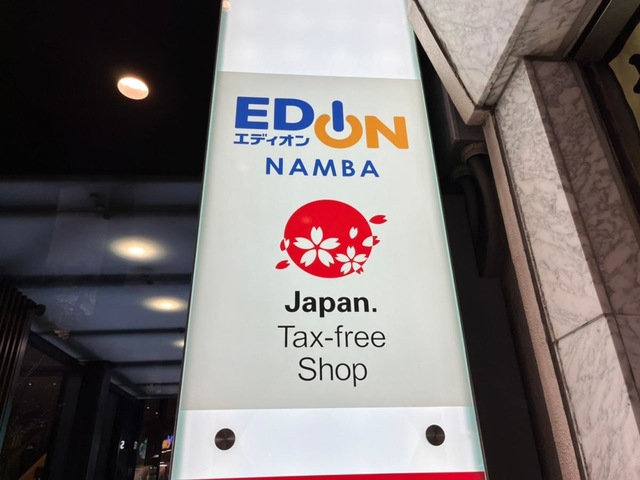 EDION
エディオン
NAMBA
Japan.
Tax-free
Shop